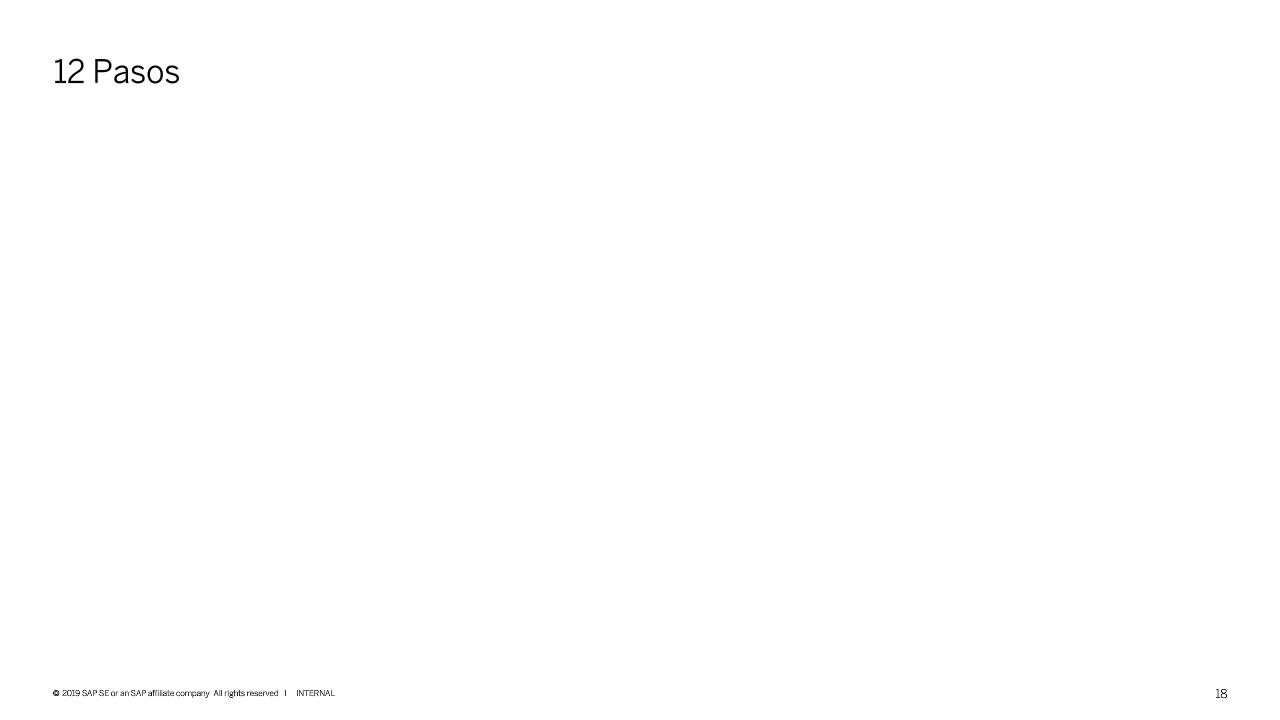 12 Pasos
© 2019 SAP SE or an SAP affiliate company All rights reserved I INTERNAL
18